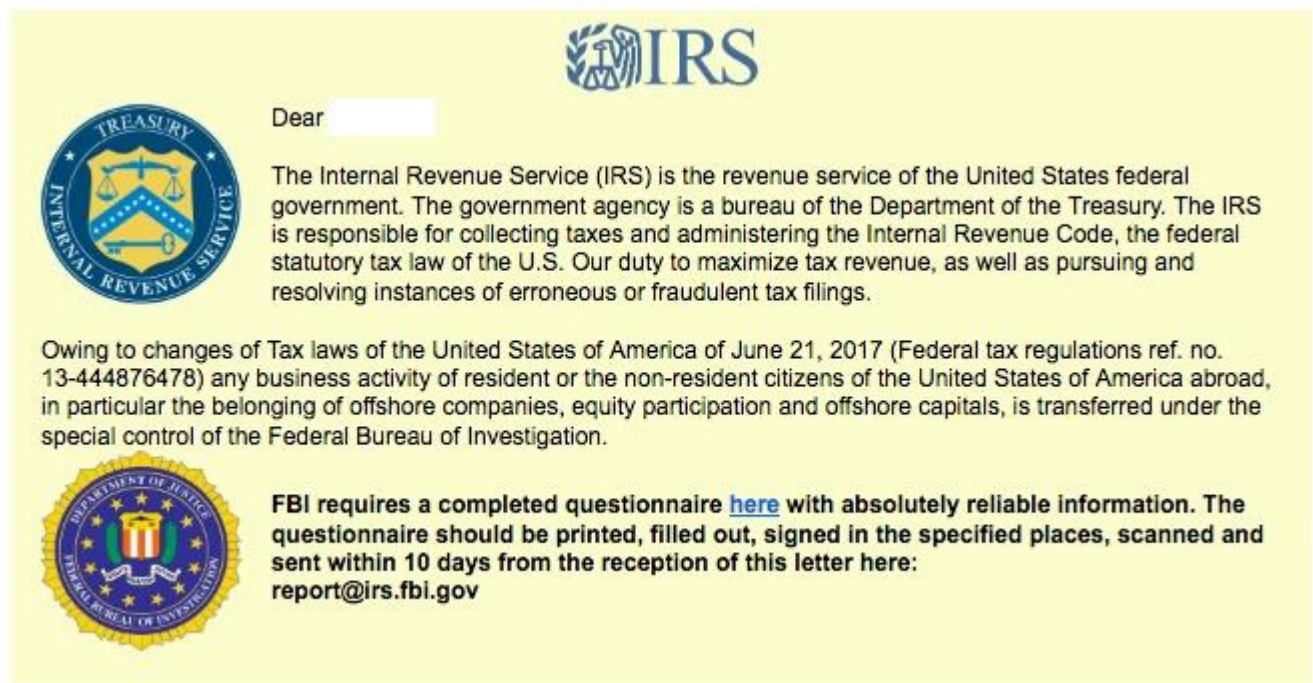 IRS
Dear
TREASURY
INTERNAL REVENUE SERVICE
The Internal Revenue Service (IRS) is the revenue service of the United States federal
government. The government agency is a bureau of the Department of the Treasury. The IRS
is responsible for collecting taxes and administering the Internal Revenue Code, the federal
statutory tax law of the U.S. Our duty to maximize tax revenue, as well as pursuing and
resolving instances of erroneous or fraudulent tax filings.
Owing to changes of Tax laws of the United States of America of June 21, 2017 (Federal tax regulations ref. no.
13-444876478) any business activity of resident or the non-resident citizens of the United States of America abroad,
in particular the belonging of offshore companies, equity participation and offshore capitals, is transferred under the
special control of the Federal Bureau of Investigation.
DEPARTMENT OF JUSTICE
FEDERAL BUREAU OF INVESTIGATION
FBI requires a completed questionnaire here with absolutely reliable information. The
questionnaire should be printed, filled out, signed in the specified places, scanned and
sent within 10 days from the reception of this letter here:
report@irs.fbi.gov